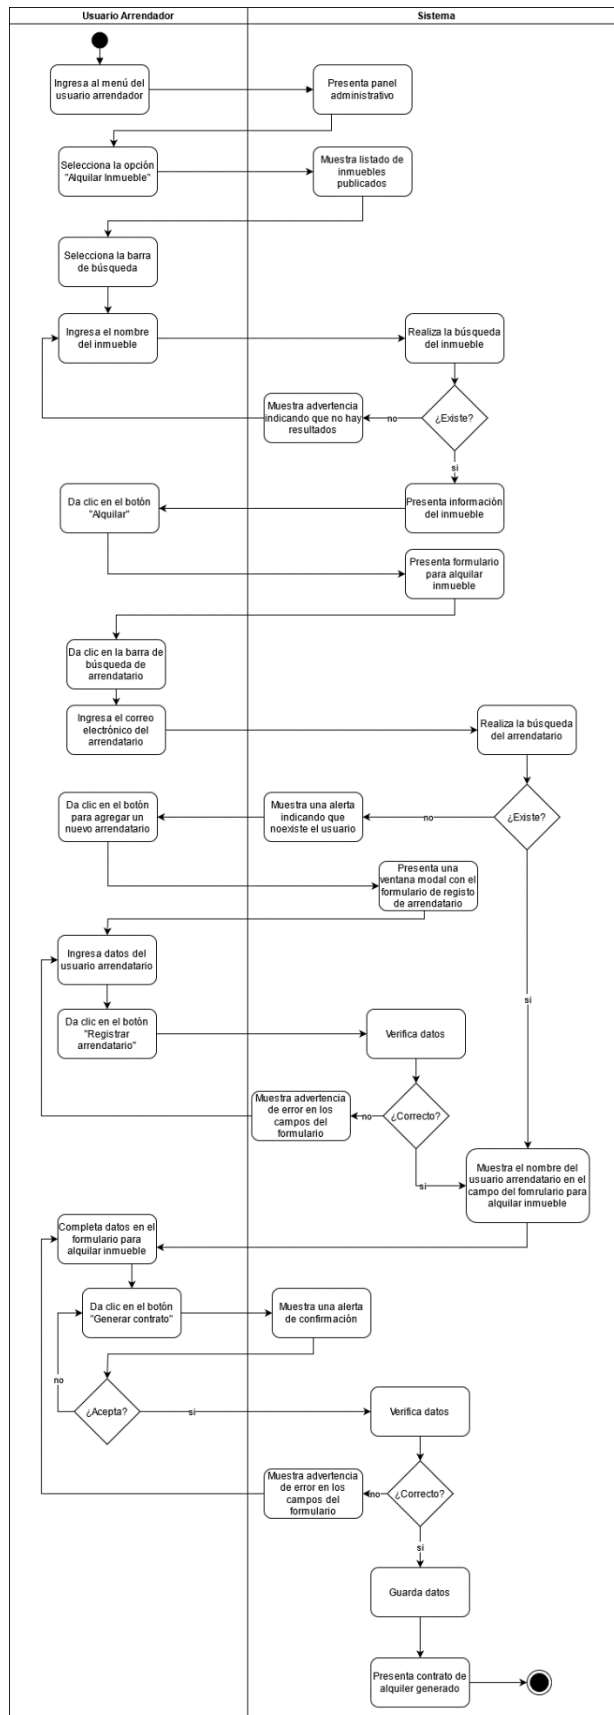 Usuario Arrendador
Sistema
Ingresa al menú del
usuario arrendador
Presenta panel
administrativo
Selecciona la opción
"Alquilar Inmueble"
Muestra listado de
inmuebles
publicados
Selecciona la barra
de búsqueda
Ingresa el nombre
del inmueble
Realiza la búsqueda
del inmueble
Muestra advertencia
indicando que no hay
resultados
no
¿Existe?
si
Da clic en el botón
"Alquilar"
Presenta información
del inmueble
Presenta formulario
para alquilar
inmueble
Da clic en la barra de
búsqueda de
arrendatario
Ingresa el correo
electrónico del
arrendatario
Realiza la búsqueda
del arrendatario
Da clic en el botón
para agregar un
nuevo arrendatario
Muestra una alerta
indicando que
noexiste el usuario
no
¿Existe?
Presenta una
ventana modal con el
formulario de registo
de arrendatario
Ingresa datos del
usuario arrendatario
si
Da clic en el botón
"Registrar
arrendatario"
Verifica datos
Muestra advertencia
de error en los
campos del
formulario
no
¿Correcto?
si
Muestra el nombre del
usuario arrendatario en el
campo del fomrulario para
alquilar inmueble
Completa datos en el
formulario para
alquilar inmueble
Da clic en el botón
"Generar contrato"
Muestra una alerta
de confirmación
no
¿Acepta?
si
Verifica datos
Muestra advertencia
de error en los
campos del
formulario
no
¿Correcto?
si
Guarda datos
Presenta contrato de
alquiler generado